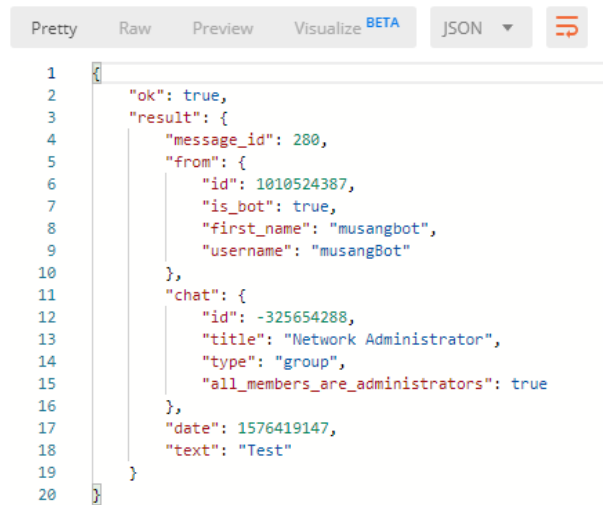 Pretty Raw Preview Visualize BETA JSON
1 {
2 "ok": true,
3 "result": {
4 "message_id": 280,
5 "from": {
6 "id": 1010524387,
7 "is_bot": true,
8 "first_name": "musangbot",
9 "username": "musangBot"
10 },
11 "chat": {
12 "id": -325654288,
13 "title": "Network Administrator",
14 "type": "group",
15 "all_members_are_administrators": true
16 },
17 "date": 1576419147,
18 "text": "Test"
19 }
20 }